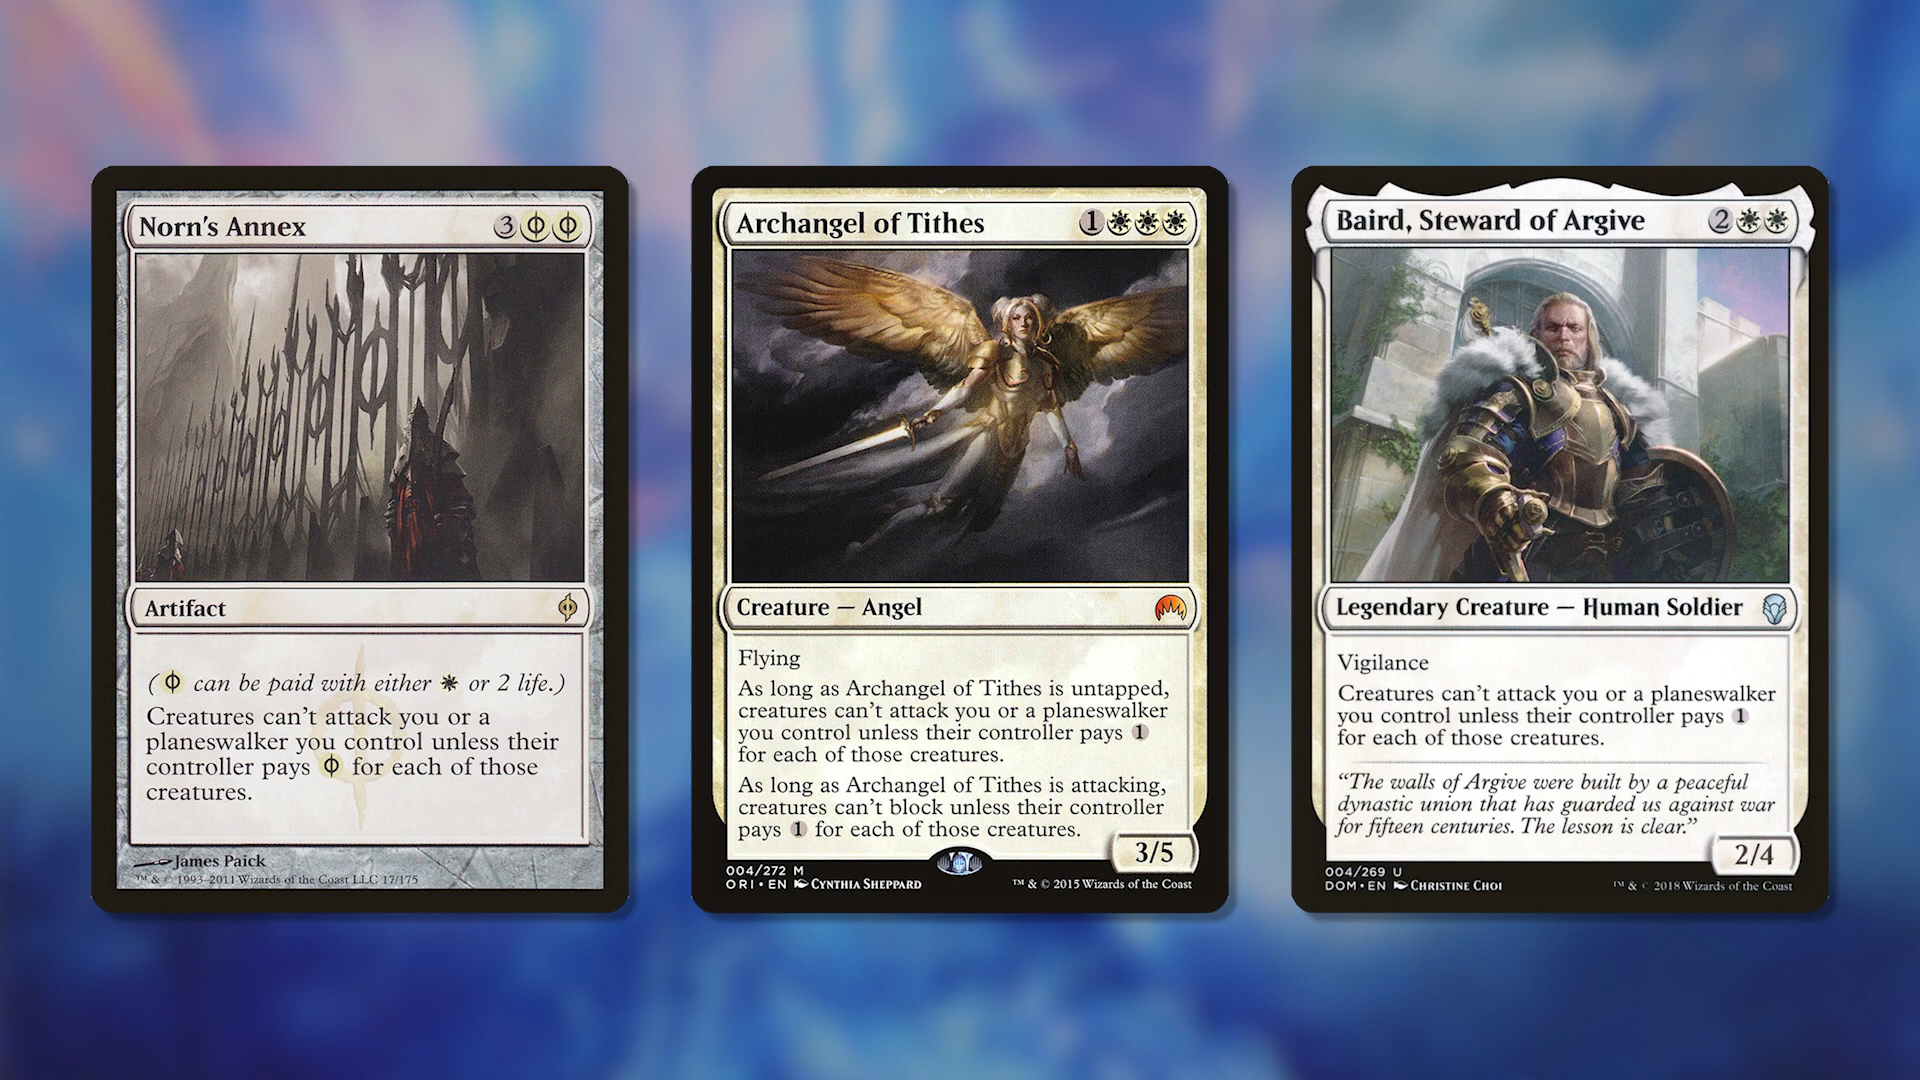 Norn's Annex 3
Artifact
( can be paid with either or 2 life.)
Creatures can't attack you or a
planeswalker you control unless their
controller pays for each of those
creatures.
James Paick
™ & © 1993–2011 Wizards of the Coast LLC 17/175
Archangel of Tithes 1
Creature — Angel
Flying
As long as Archangel of Tithes is untapped,
creatures can't attack you or a planeswalker
you control unless their controller pays 1
for each of those creatures.
As long as Archangel of Tithes is attacking,
creatures can't block unless their controller
pays 1 for each of those creatures.
3/5
004/272 M
ORI • EN CYNTHIA SHEPPARD
™ & © 2015 Wizards of the Coast
Baird, Steward of Argive 2
Legendary Creature — Human Soldier
Vigilance
Creatures can't attack you or a planeswalker
you control unless their controller pays 1
for each of those creatures.
“The walls of Argive were built by a peaceful
dynastic union that has guarded us against war
for fifteen centuries. The lesson is clear.”
2/4
004/269 U
DOM • EN CHRISTINE CHOI
™ & © 2018 Wizards of the Coast